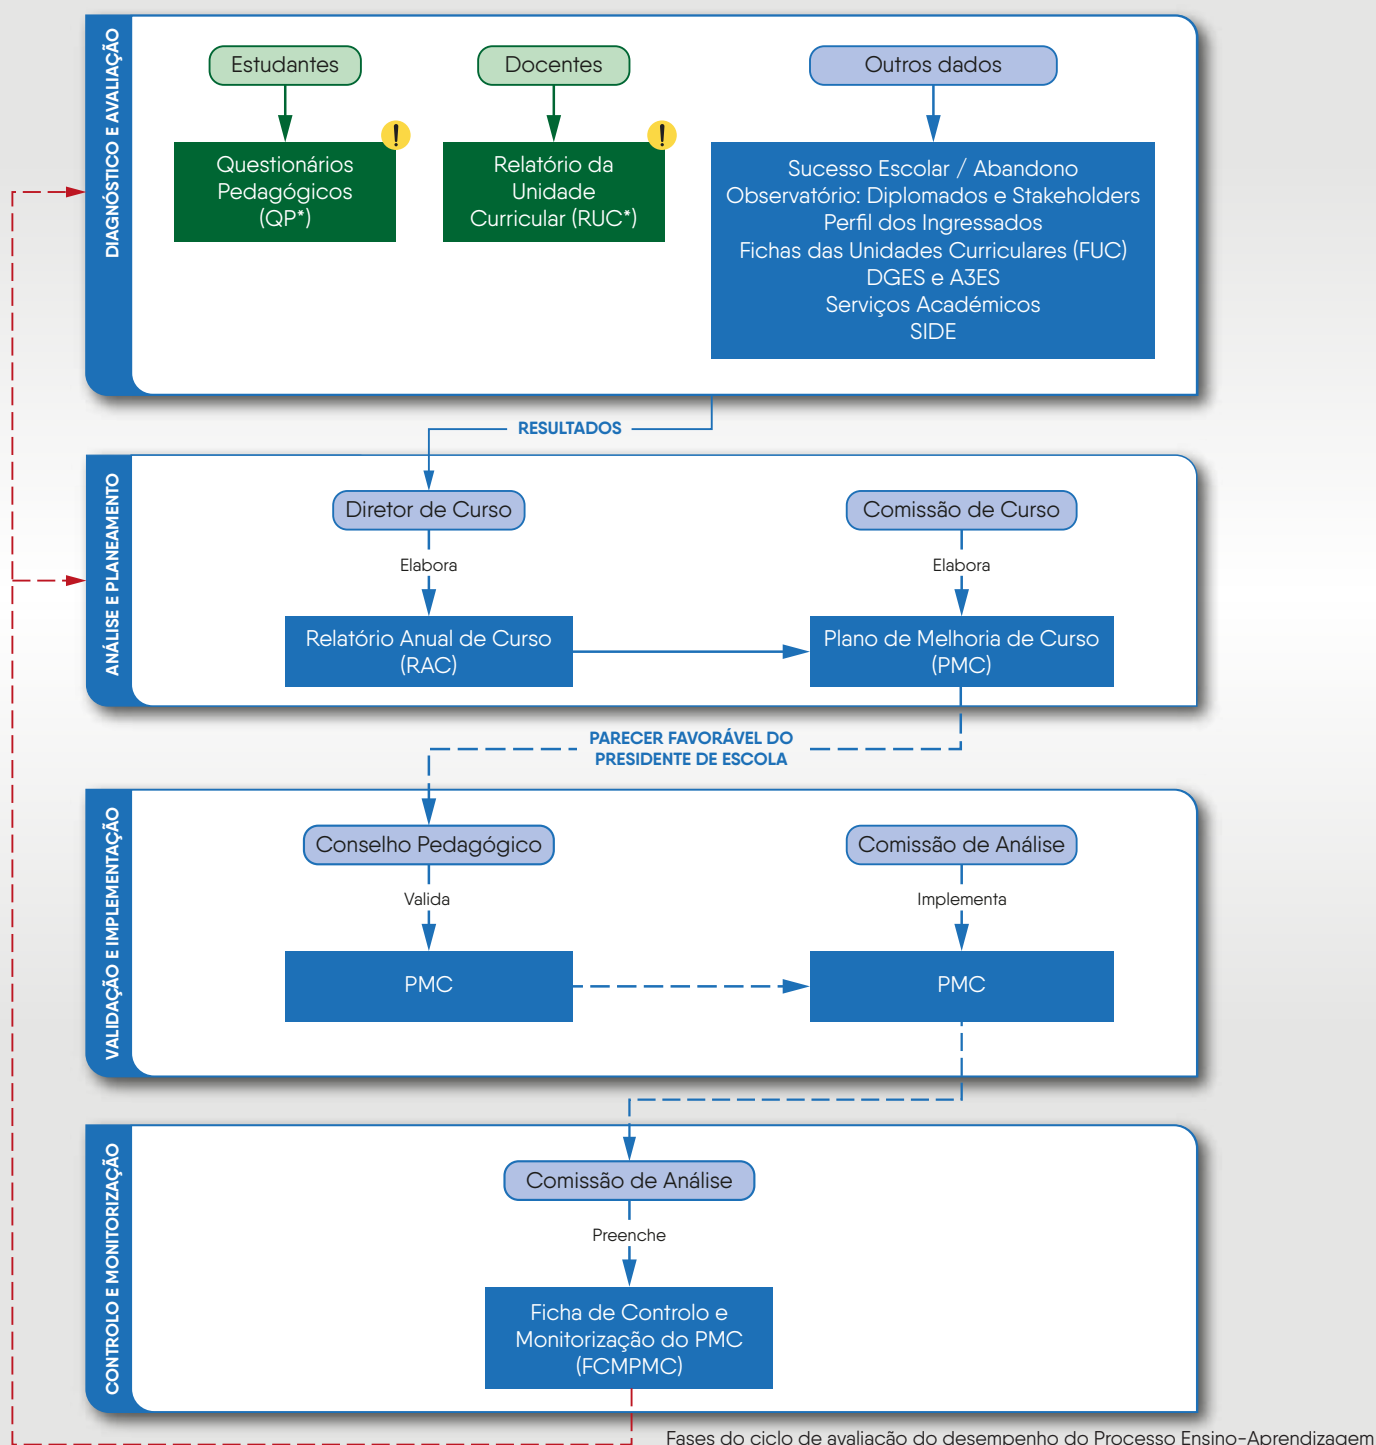 DIAGNÓSTICO E AVALIAÇÃO
Estudantes
Docentes
Outros dados
!
!
Questionários
Pedagógicos
(QP*)
Relatório da
Unidade
Curricular (RUC*)
Sucesso Escolar / Abandono
Observatório: Diplomados e Stakeholders
Perfil dos Ingressados
Fichas das Unidades Curriculares (FUC)
DGES e A3ES
Serviços Académicos
SIDE
RESULTADOS
ANÁLISE E PLANEAMENTO
Diretor de Curso
Comissão de Curso
Elabora
Elabora
Relatório Anual de Curso
(RAC)
Plano de Melhoria de Curso
(PMC)
PARECER FAVORÁVEL DO
PRESIDENTE DE ESCOLA
VALIDAÇÃO E IMPLEMENTAÇÃO
Conselho Pedagógico
Comissão de Análise
Valida
Implementa
PMC
PMC
CONTROLO E MONITORIZAÇÃO
Comissão de Análise
Preenche
Ficha de Controlo e
Monitorização do PMC
(FCMPMC)
Fases do ciclo de avaliação do desempenho do Processo Ensino-Aprendizagem